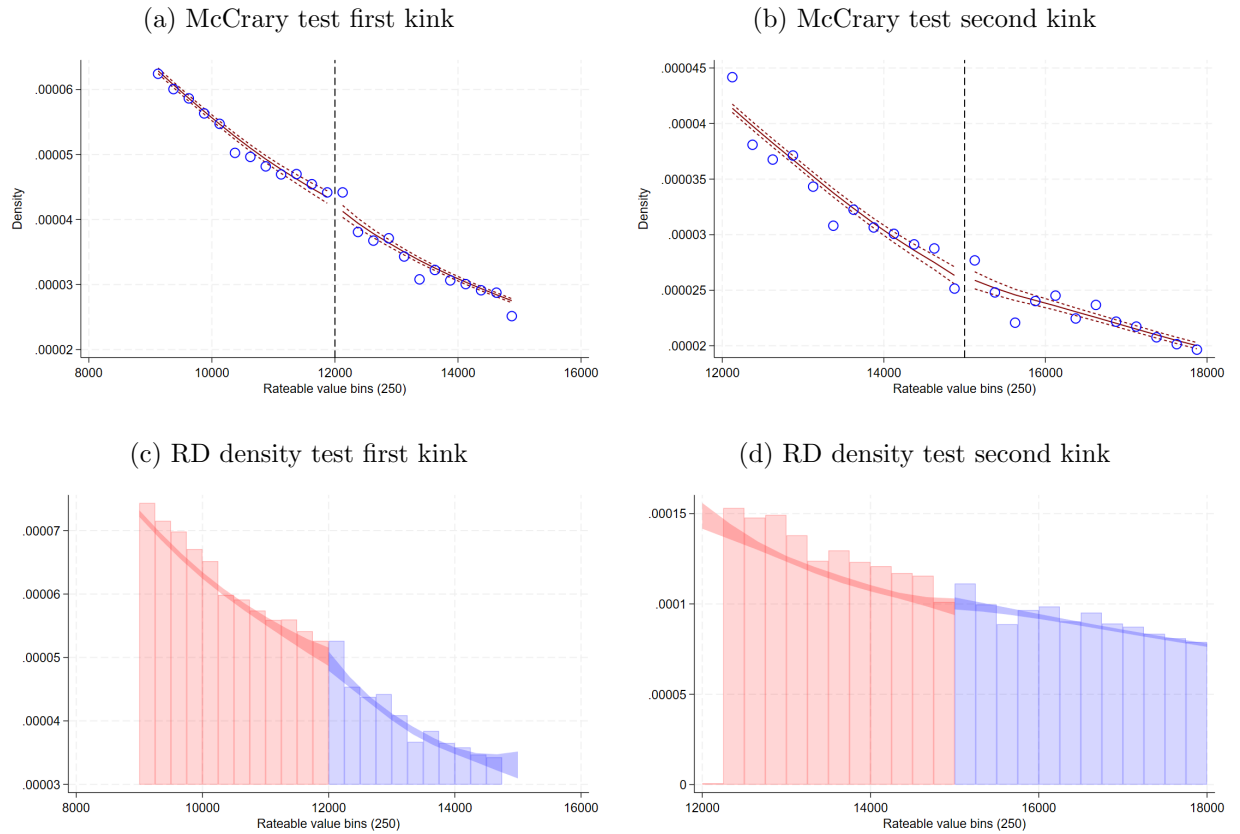 (a) McCrary test first kink
.00006
.00005
.00004
.00003
.00002
Density
8000 10000 12000 14000 16000
Rateable value bins (250)
(b) McCrary test second kink
.000045
.00004
.000035
.00003
.000025
.00002
Density
12000 14000 16000 18000
Rateable value bins (250)
(c) RD density test first kink
.00007
.00006
.00005
.00004
.00003
8000 10000 12000 14000 16000
Rateable value bins (250)
(d) RD density test second kink
.00015
.0001
.00005
0
12000 14000 16000 18000
Rateable value bins (250)